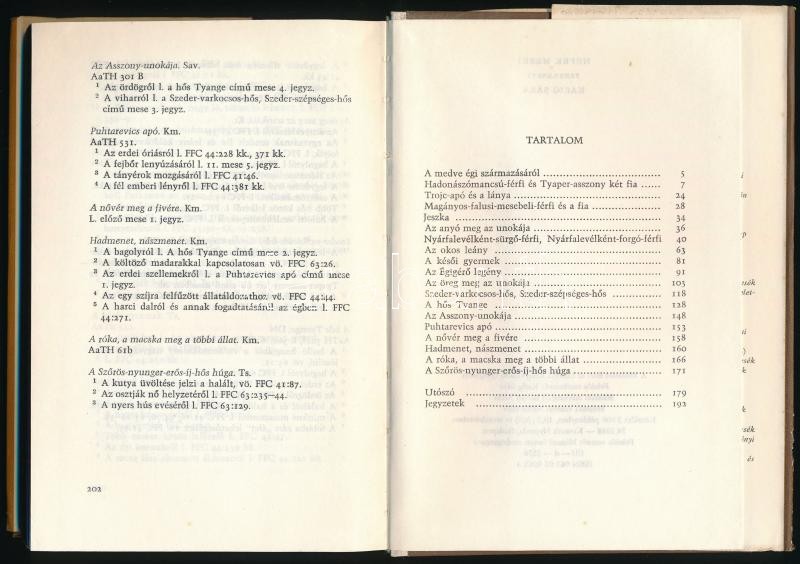 Az Asszony-unokája. Sav.
AaTH 301 B
1 Az ördögről l. a hős Tyange című mese 4. jegyz.
2 A viharról l. a Szeder-varkocsos-Hős, Szeder-szépséges-hős
című mese 3. jegyz.
Puhtarevics apó. Km.
AaTH 531.
1 Az erdei óriásról l. FFC 44:228 kk., 371 kk.
2 A fejbőr lenyúzásáról l. 11. mese 5. jegyz.
3 A tányérok mozgásáról l. FFC 41:46.
4 A fél emberi lényről l. FFC 44:381 kk.
A nővér meg a fivére. Km.
L. előző mese 1. jegyz.
Hadmenet, nászmenet. Km.
1 A bagolyról l. A Hős Tyange című mese 2. jegyz.
2 A költöző madarakkal kapcsolatosan vö. FFC 63:26.
3 Az erdei szellemekről l. a Puhtarevics apó című mese
1. jegyz.
4 Az egy szíjra felfűzött állatáldozathoz vö. FFC 44:44.
5 A harci dalról és annak fogadtatásáról az égben l. FFC
44:271.
A róka, a macska meg a többi állat. Km.
AaTH 61b
A Szőrös-nyunger-erős-íj-hős húga. Ts.
1 A kutya üvöltése jelzi a halált, vö. FFC 41:87.
2 Az osztják nő helyzetéről l. FFC 63:235-44.
3 A nyers hús evéséről l. FFC 63:129.
202
TARTALOM
A medve égi származásáról 5
Hadonászómancsú-férfi és Tyaper-asszony két fia 7
Trojc-apó és a lánya 24
Magányos-falusi-mesebeli-férfi és a fia 28
Jeszka 34
Az anyó meg az unokája 36
Nyárfalevélként-sürgő-férfi, Nyárfalevélként-forgó-férfi 40
Az okos leány 63
A késői gyermek 81
Az Égigérő legény 91
Az öreg meg az unokája 105
Szeder-varkocsos-hős, Szeder-szépséges-hős 118
A hős Tvange 128
Az Asszony-unokája 148
Puhtarevics apó 153
A nővér meg a fivére 158
Hadmenet, nászmenet 160
A róka, a macska meg a többi állat 166
A Szőrös-nyunger-erős-íj-hős húga 171
Utószó 179
Jegyzetek 192